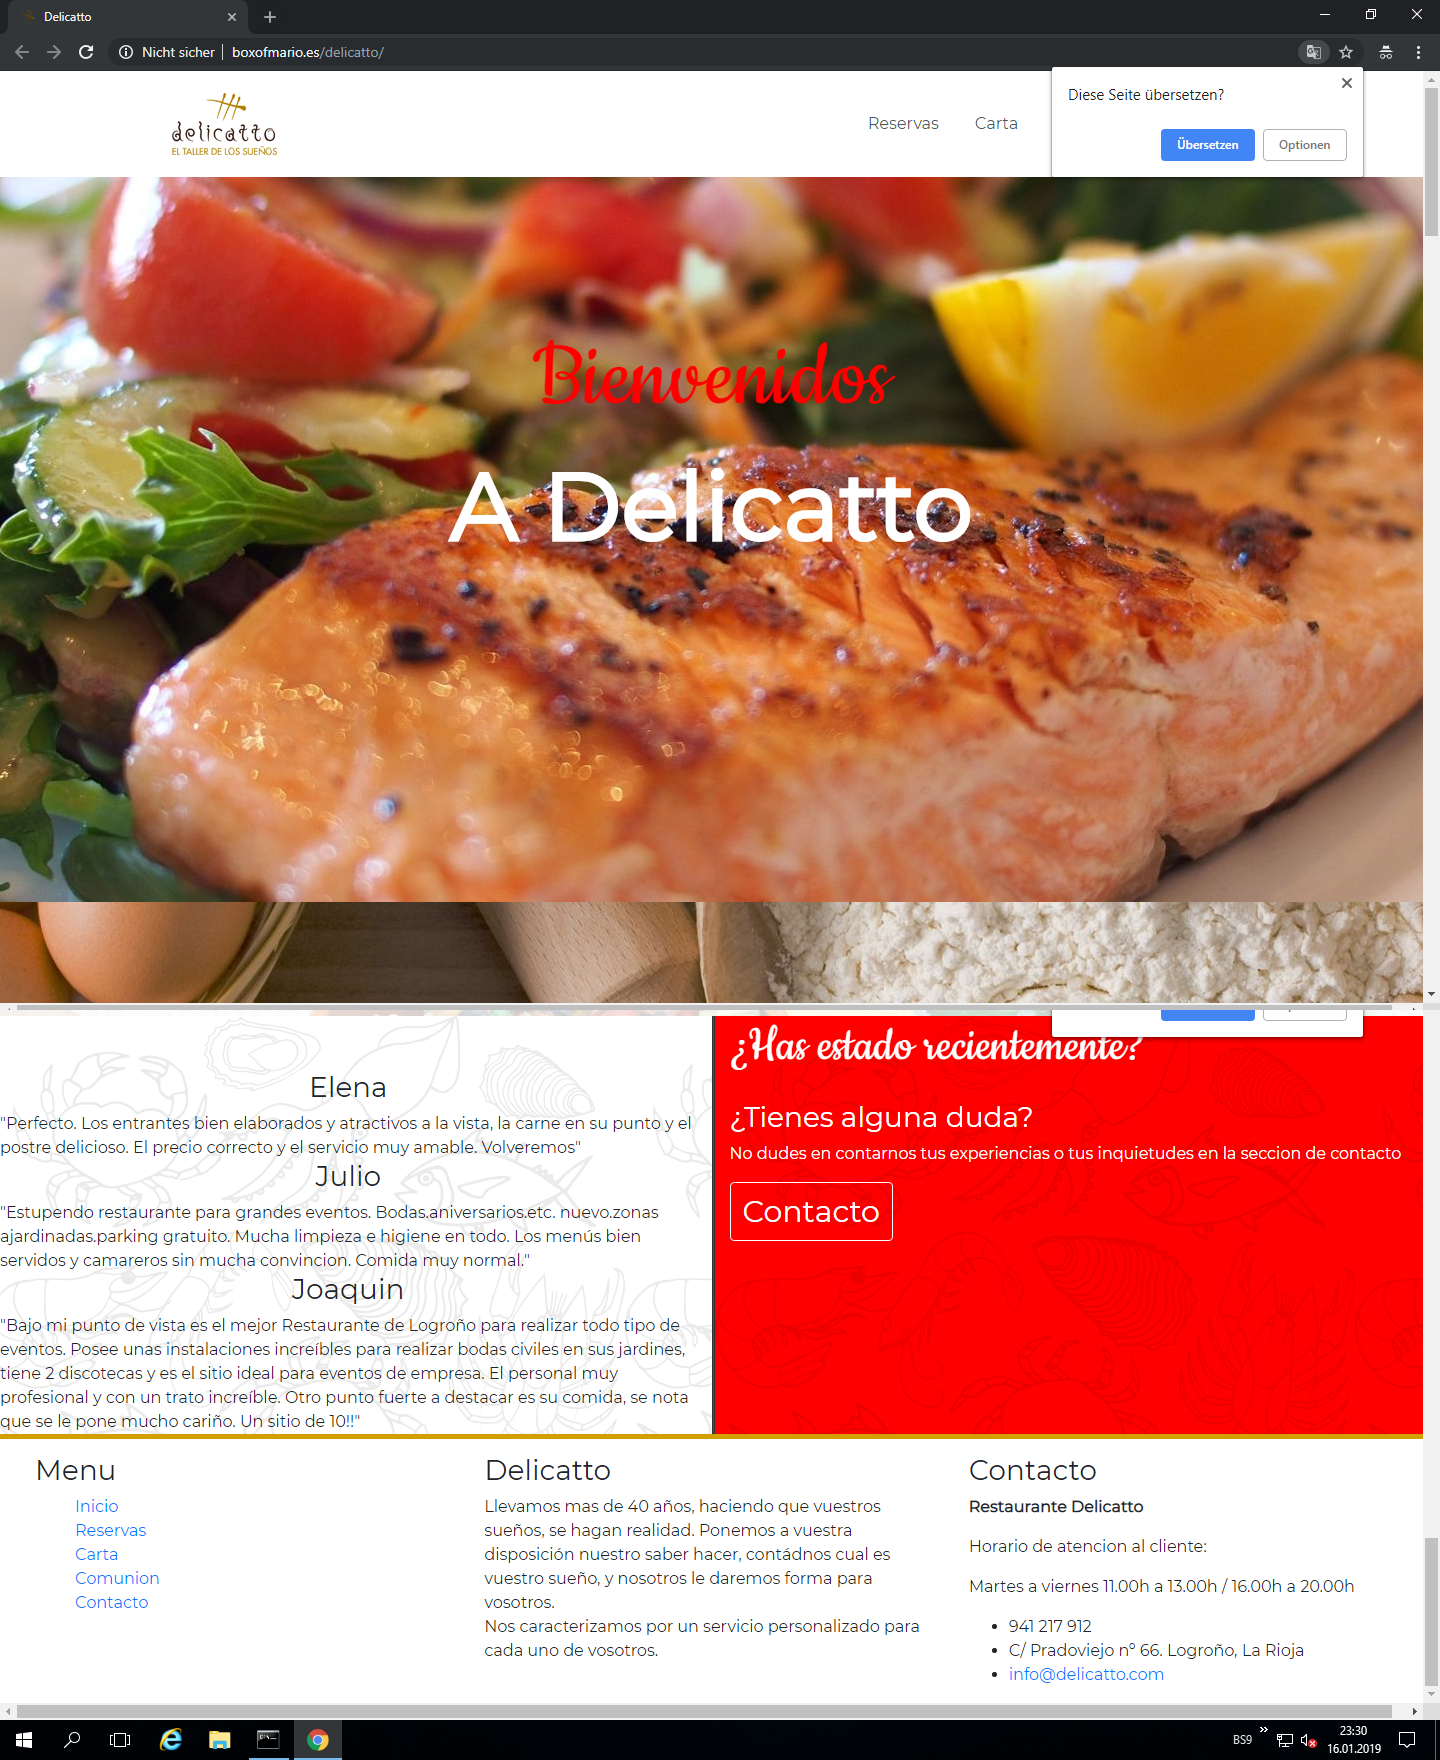 Delicatto
Nicht sicher | boxofmario.es/delicatto/
delicatto
EL TALLER DE LOS SUEÑOS
Reservas Carta
Diese Seite übersetzen?
Übersetzen Optionen
Bienvenidos
A Delicatto
Elena
"Perfecto. Los entrantes bien elaborados y atractivos a la vista, la carne en su punto y el
postre delicioso. El precio correcto y el servicio muy amable. Volveremos"
Julio
"Estupendo restaurante para grandes eventos. Bodas.aniversarios.etc. nuevo.zonas
ajardinadas.parking gratuito. Mucha limpieza e higiene en todo. Los menús bien
servidos y camareros sin mucha convincion. Comida muy normal."
Joaquin
"Bajo mi punto de vista es el mejor Restaurante de Logroño para realizar todo tipo de
eventos. Posee unas instalaciones increíbles para realizar bodas civiles en sus jardines,
tiene 2 discotecas y es el sitio ideal para eventos de empresa. El personal muy
profesional y con un trato increíble. Otro punto fuerte a destacar es su comida, se nota
que se le pone mucho cariño. Un sitio de 10!!"
¿Has estado recientemente?
¿Tienes alguna duda?
No dudes en contarnos tus experiencias o tus inquietudes en la seccion de contacto
Contacto
Menu
Inicio
Reservas
Carta
Comunion
Contacto
Delicatto
Llevamos mas de 40 años, haciendo que vuestros
sueños, se hagan realidad. Ponemos a vuestra
disposición nuestro saber hacer, contádnos cual es
vuestro sueño, y nosotros le daremos forma para
vosotros.
Nos caracterizamos por un servicio personalizado para
cada uno de vosotros.
Contacto
Restaurante Delicatto
Horario de atencion al cliente:
Martes a viernes 11.00h a 13.00h / 16.00h a 20.00h
941 217 912
C/ Pradoviejo nº 66. Logroño, La Rioja
info@delicatto.com
BS9
23:30
16.01.2019